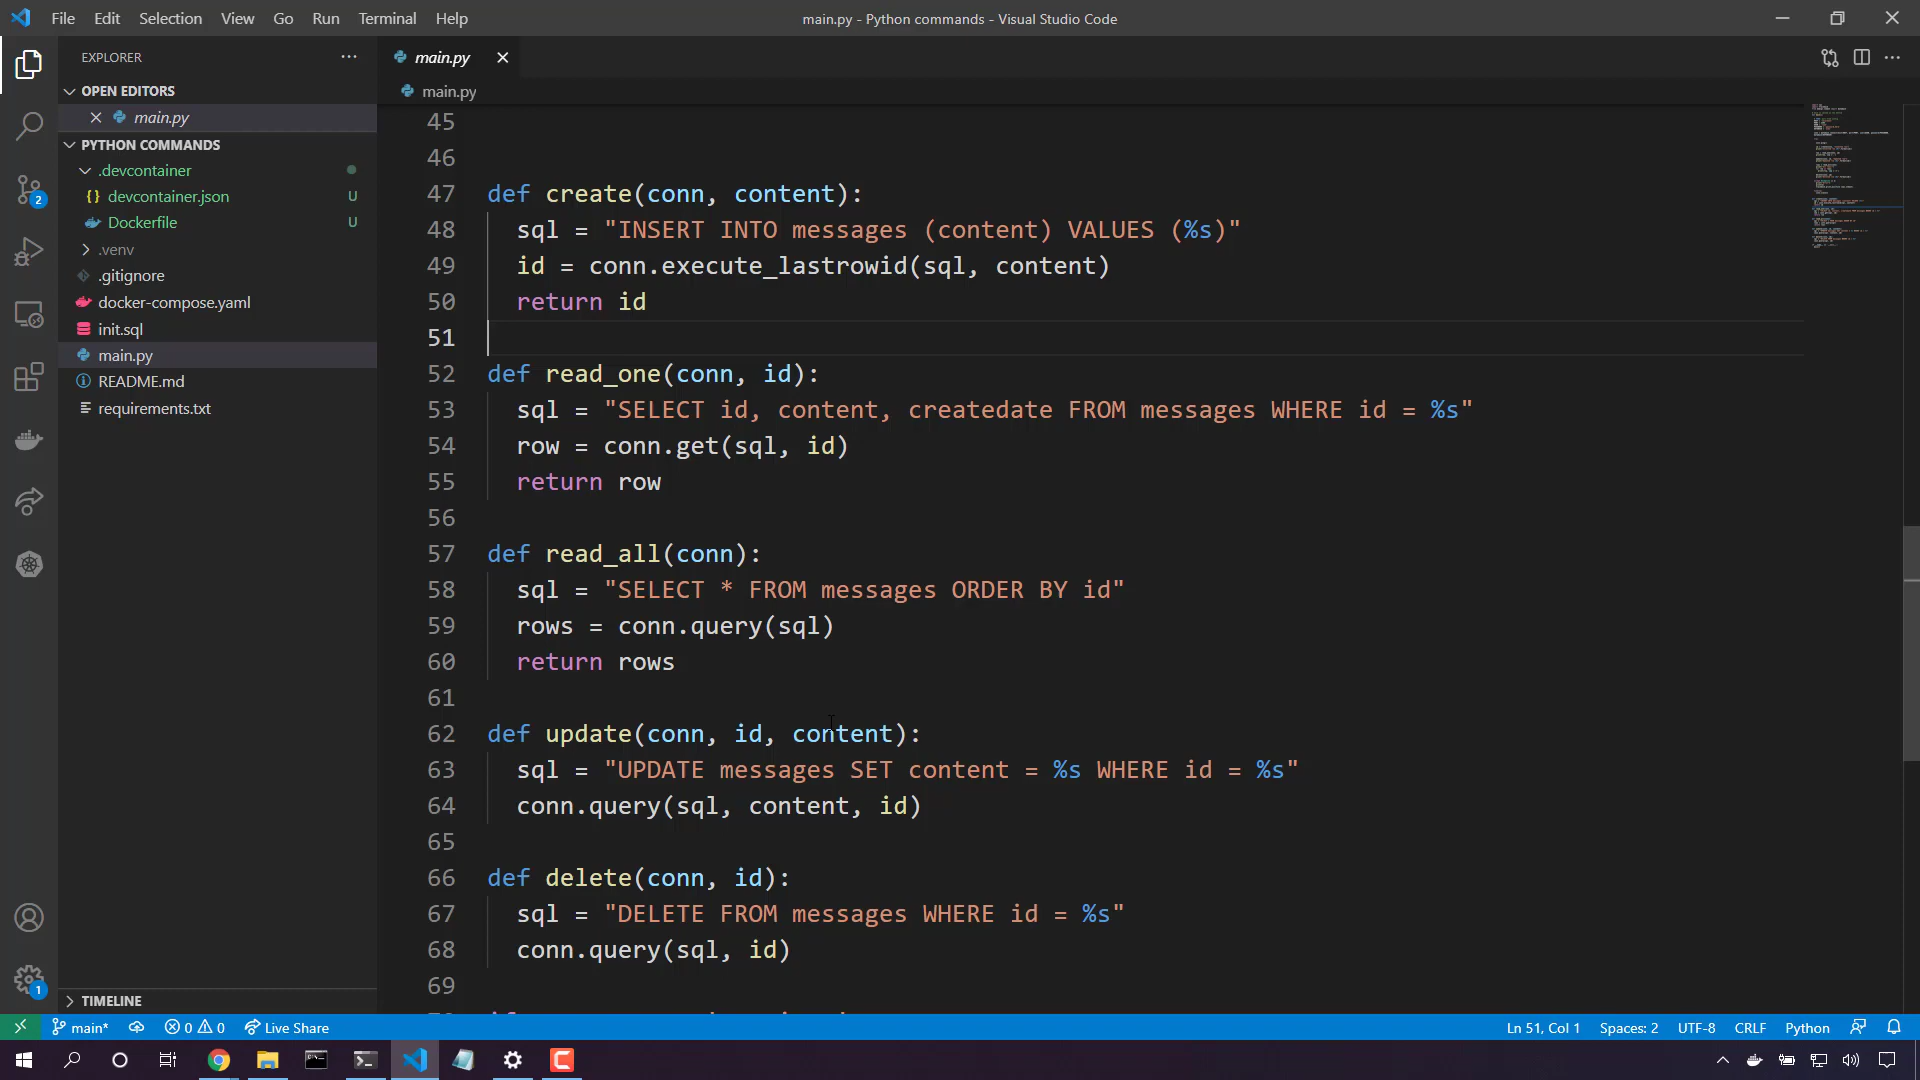 File Edit Selection View Go Run Terminal Help
main.py - Python commands - Visual Studio Code
EXPLORER
OPEN EDITORS
main.py
PYTHON COMMANDS
.devcontainer
{} devcontainer.json U
Dockerfile U
.venv
.gitignore
docker-compose.yaml
init.sql
main.py
README.md
requirements.txt
TIMELINE
main.py
main.py
45
46
47 def create(conn, content):
48 sql = "INSERT INTO messages (content) VALUES (%s)"
49 id = conn.execute_lastrowid(sql, content)
50 return id
51
52 def read_one(conn, id):
53 sql = "SELECT id, content, createdate FROM messages WHERE id = %s"
54 row = conn.get(sql, id)
55 return row
56
57 def read_all(conn):
58 sql = "SELECT * FROM messages ORDER BY id"
59 rows = conn.query(sql)
60 return rows
61
62 def update(conn, id, content):
63 sql = "UPDATE messages SET content = %s WHERE id = %s"
64 conn.query(sql, content, id)
65
66 def delete(conn, id):
67 sql = "DELETE FROM messages WHERE id = %s"
68 conn.query(sql, id)
69
2
1
main* 0 0 Live Share
Ln 51, Col 1 Spaces: 2 UTF-8 CRLF Python